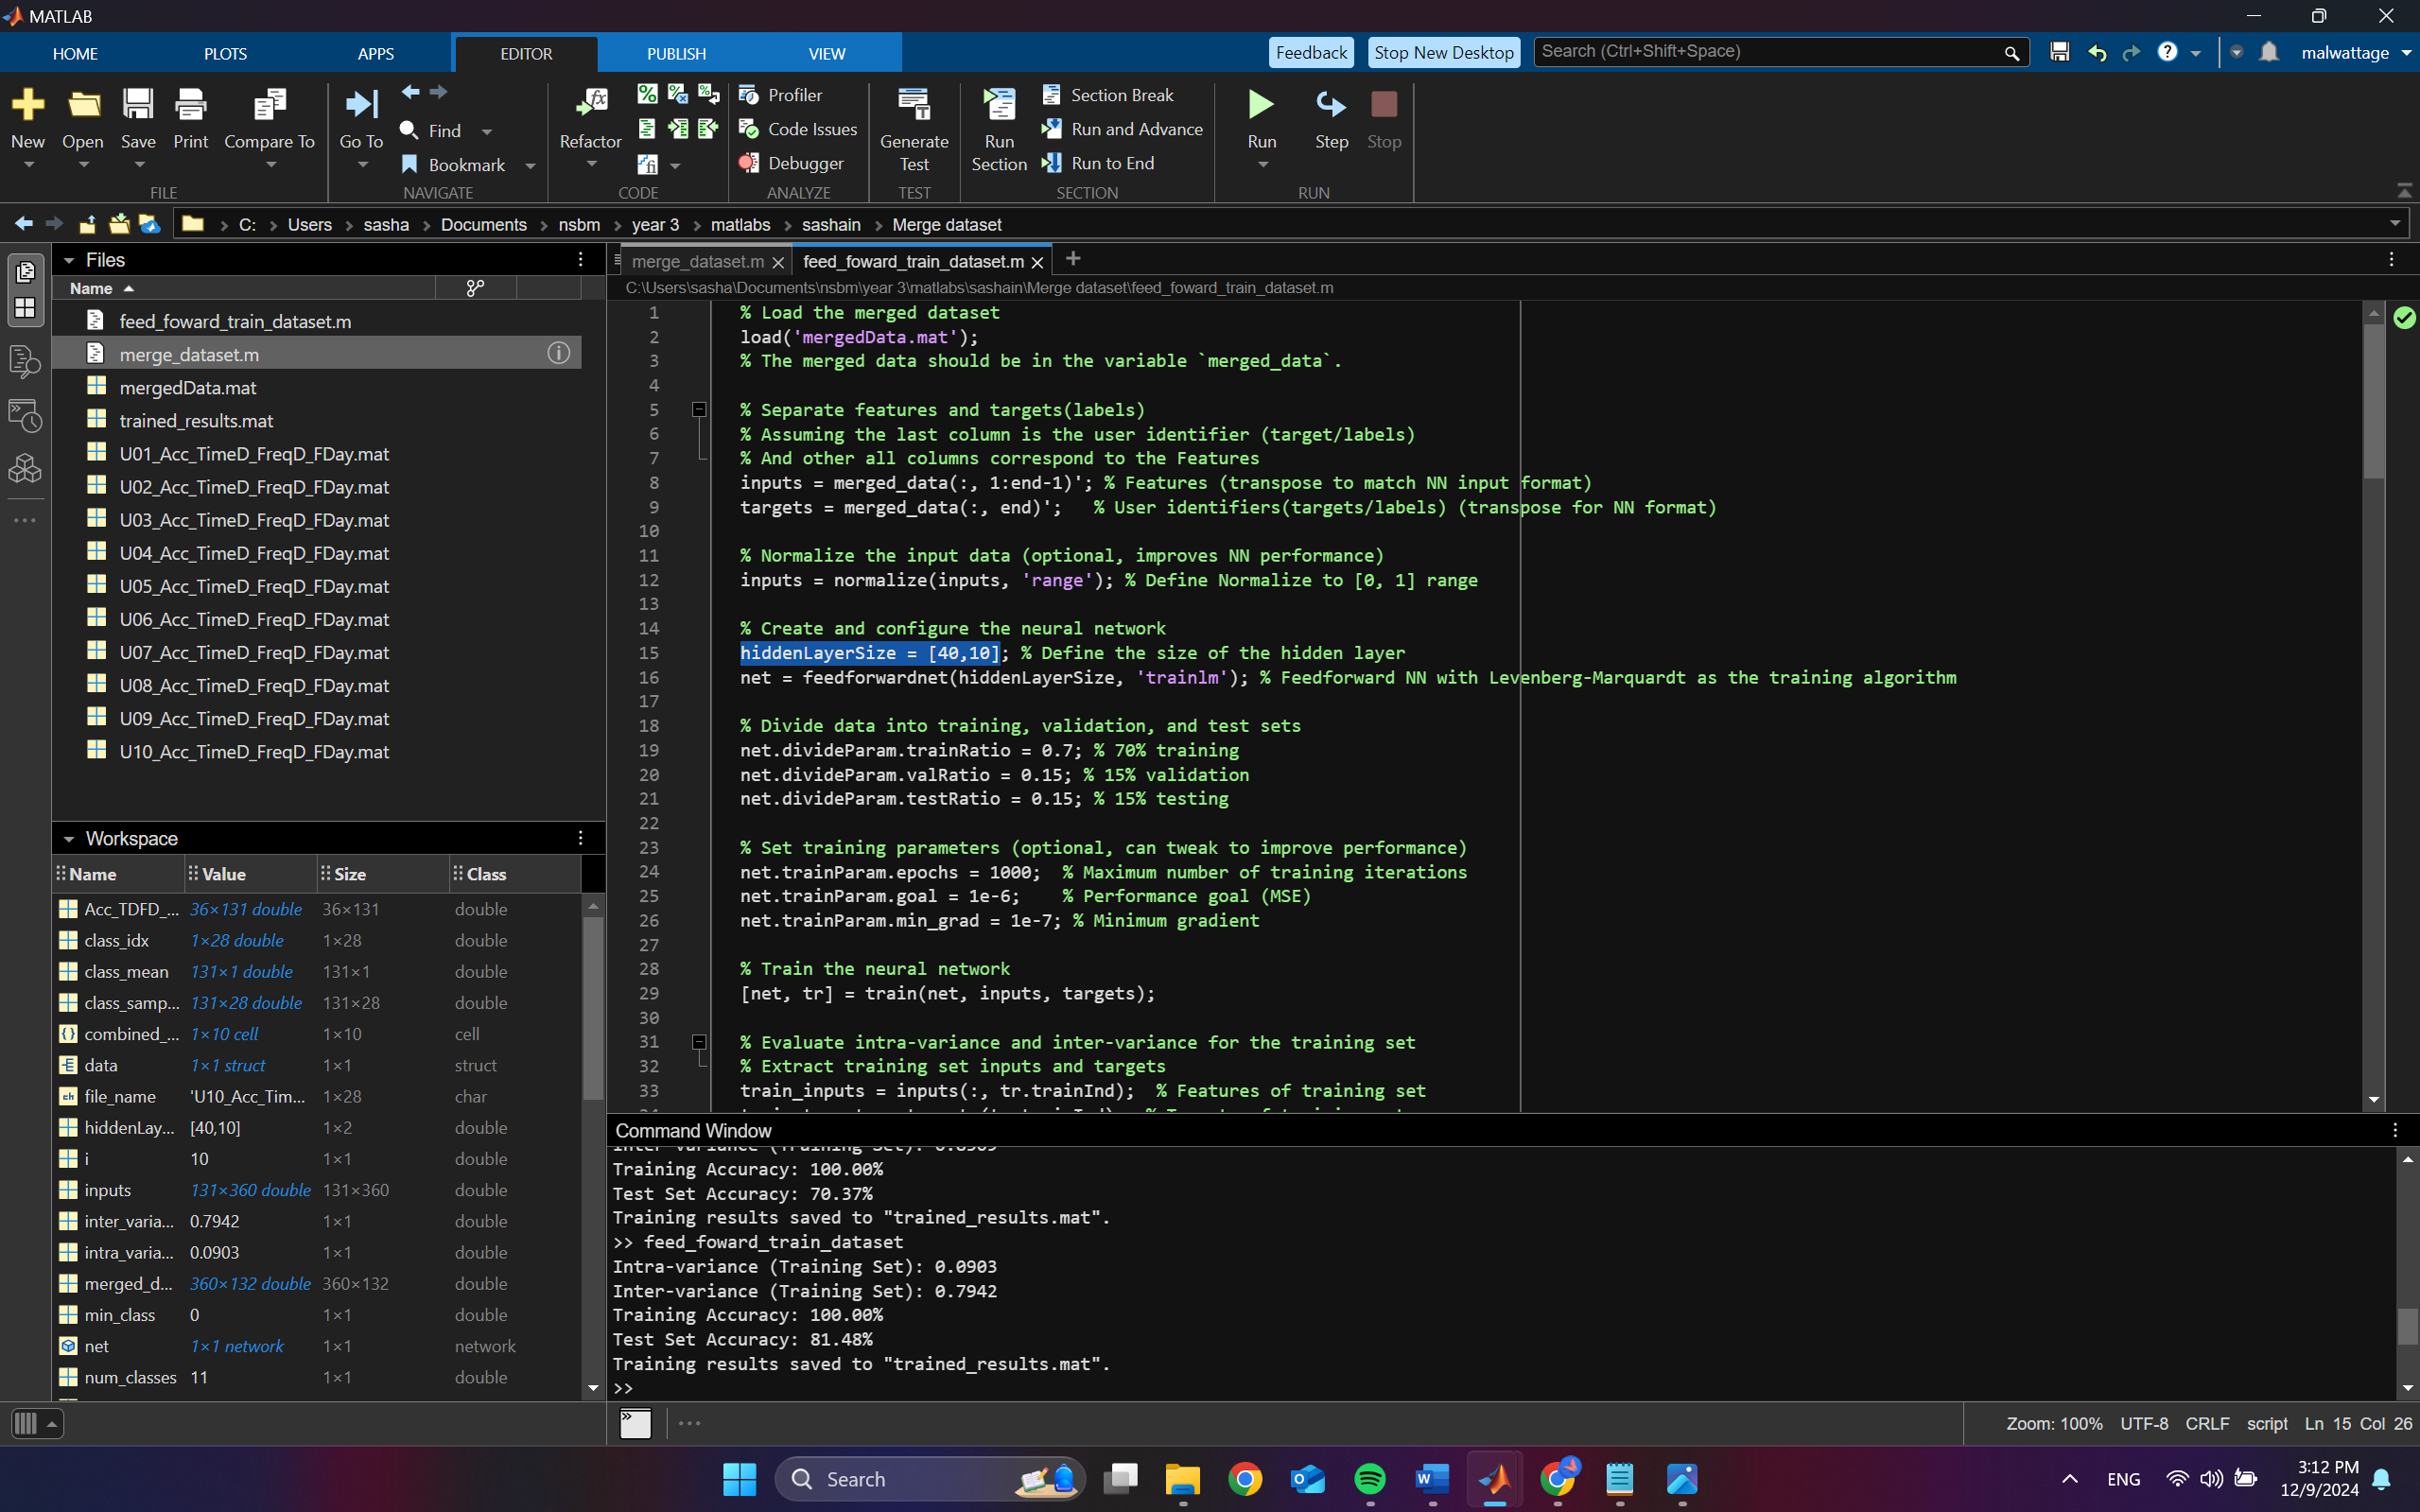 MATLAB
HOME PLOTS APPS EDITOR PUBLISH VIEW Feedback Stop New Desktop Search (Ctrl+Shift+Space) malwattage
New Open Save Print Compare To Go To Find Bookmark Refactor Profiler Code Issues Debugger Generate Test Run Section Section Break Run and Advance Run to End Run Step Stop
FILE NAVIGATE CODE ANALYZE TEST SECTION RUN
C: › Users › sasha › Documents › nsbm › year 3 › matlabs › sashain › Merge dataset
Files
Name
feed_foward_train_dataset.m
merge_dataset.m
mergedData.mat
trained_results.mat
U01_Acc_TimeD_FreqD_FDay.mat
U02_Acc_TimeD_FreqD_FDay.mat
U03_Acc_TimeD_FreqD_FDay.mat
U04_Acc_TimeD_FreqD_FDay.mat
U05_Acc_TimeD_FreqD_FDay.mat
U06_Acc_TimeD_FreqD_FDay.mat
U07_Acc_TimeD_FreqD_FDay.mat
U08_Acc_TimeD_FreqD_FDay.mat
U09_Acc_TimeD_FreqD_FDay.mat
U10_Acc_TimeD_FreqD_FDay.mat
Workspace
Name Value Size Class
Acc_TDFD_... 36×131 double 36×131 double
class_idx 1×28 double 1×28 double
class_mean 131×1 double 131×1 double
class_samp... 131×28 double 131×28 double
combined_... 1×10 cell 1×10 cell
data 1×1 struct 1×1 struct
file_name 'U10_Acc_Tim... 1×28 char
hiddenLay... [40,10] 1×2 double
i 10 1×1 double
inputs 131×360 double 131×360 double
inter_varia... 0.7942 1×1 double
intra_varia... 0.0903 1×1 double
merged_d... 360×132 double 360×132 double
min_class 0 1×1 double
net 1×1 network 1×1 network
num_classes 11 1×1 double
merge_dataset.m feed_foward_train_dataset.m
C:\Users\sasha\Documents\nsbm\year 3\matlabs\sashain\Merge dataset\feed_foward_train_dataset.m
1 % Load the merged dataset
2 load('mergedData.mat');
3 % The merged data should be in the variable `merged_data`.
4
5 % Separate features and targets(labels)
6 % Assuming the last column is the user identifier (target/labels)
7 % And other all columns correspond to the Features
8 inputs = merged_data(:, 1:end-1)'; % Features (transpose to match NN input format)
9 targets = merged_data(:, end)'; % User identifiers(targets/labels) (transpose for NN format)
10
11 % Normalize the input data (optional, improves NN performance)
12 inputs = normalize(inputs, 'range'); % Define Normalize to [0, 1] range
13
14 % Create and configure the neural network
15 hiddenLayerSize = [40,10]; % Define the size of the hidden layer
16 net = feedforwardnet(hiddenLayerSize, 'trainlm'); % Feedforward NN with Levenberg-Marquardt as the training algorithm
17
18 % Divide data into training, validation, and test sets
19 net.divideParam.trainRatio = 0.7; % 70% training
20 net.divideParam.valRatio = 0.15; % 15% validation
21 net.divideParam.testRatio = 0.15; % 15% testing
22
23 % Set training parameters (optional, can tweak to improve performance)
24 net.trainParam.epochs = 1000; % Maximum number of training iterations
25 net.trainParam.goal = 1e-6; % Performance goal (MSE)
26 net.trainParam.min_grad = 1e-7; % Minimum gradient
27
28 % Train the neural network
29 [net, tr] = train(net, inputs, targets);
30
31 % Evaluate intra-variance and inter-variance for the training set
32 % Extract training set inputs and targets
33 train_inputs = inputs(:, tr.trainInd); % Features of training set
Command Window
Training Accuracy: 100.00%
Test Set Accuracy: 70.37%
Training results saved to "trained_results.mat".
>> feed_foward_train_dataset
Intra-variance (Training Set): 0.0903
Inter-variance (Training Set): 0.7942
Training Accuracy: 100.00%
Test Set Accuracy: 81.48%
Training results saved to "trained_results.mat".
>>
Zoom: 100% UTF-8 CRLF script Ln 15 Col 26
Search
ENG 3:12 PM
12/9/2024